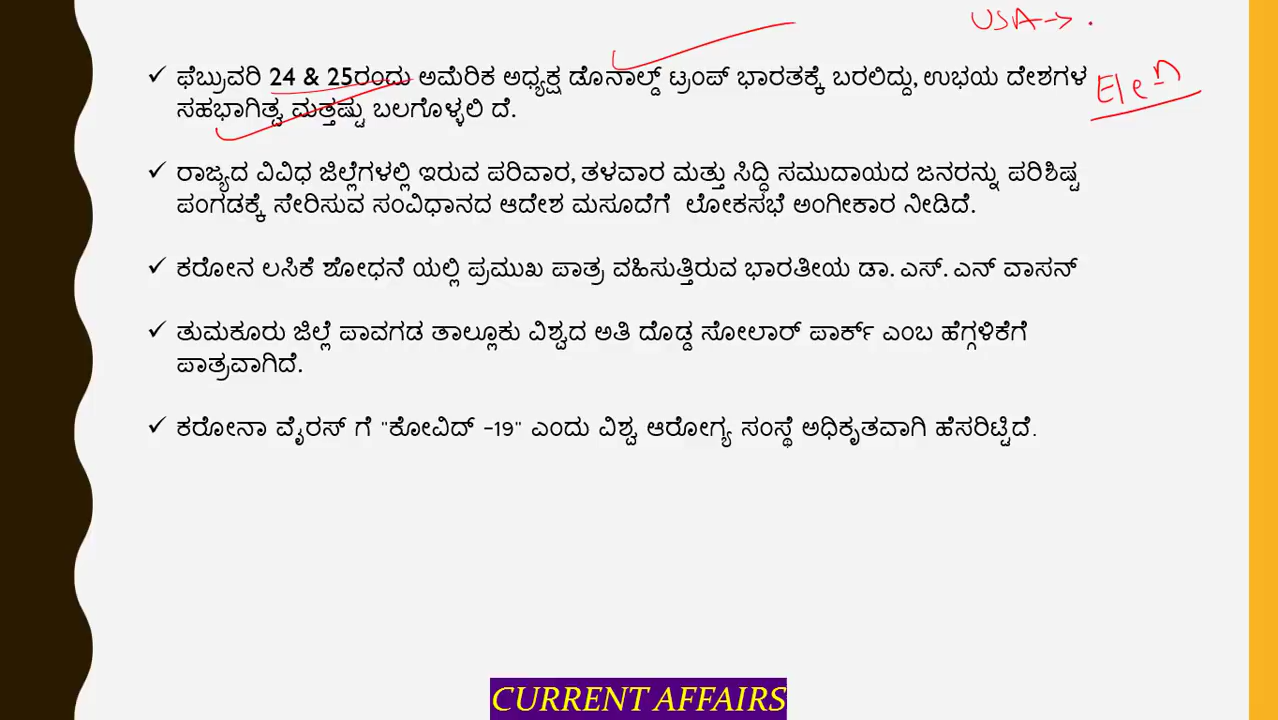 USA → .
ಫೆಬ್ರುವರಿ 24 & 25ರಂದು ಅಮೆರಿಕ ಅಧ್ಯಕ್ಷ ಡೊನಾಲ್ಡ್ ಟ್ರಂಪ್ ಭಾರತಕ್ಕೆ ಬರಲಿದ್ದು, ಉಭಯ ದೇಶಗಳ
ಸಹಭಾಗಿತ್ವ ಮತ್ತಷ್ಟು ಬಲಗೊಳ್ಳಲಿ ದೆ.
ರಾಜ್ಯದ ವಿವಿಧ ಜಿಲ್ಲೆಗಳಲ್ಲಿ ಇರುವ ಪರಿವಾರ, ತಳವಾರ ಮತ್ತು ಸಿದ್ಧಿ ಸಮುದಾಯದ ಜನರನ್ನು ಪರಿಶಿಷ್ಟ
ಪಂಗಡಕ್ಕೆ ಸೇರಿಸುವ ಸಂವಿಧಾನದ ಆದೇಶ ಮಸೂದೆಗೆ ಲೋಕಸಭೆ ಅಂಗೀಕಾರ ನೀಡಿದೆ.
ಕರೋನ ಲಸಿಕೆ ಶೋಧನೆ ಯಲ್ಲಿ ಪ್ರಮುಖ ಪಾತ್ರ ವಹಿಸುತ್ತಿರುವ ಭಾರತೀಯ ಡಾ. ಎಸ್. ಎನ್ ವಾಸನ್
ತುಮಕೂರು ಜಿಲ್ಲೆ ಪಾವಗಡ ತಾಲ್ಲೂಕು ವಿಶ್ವದ ಅತಿ ದೊಡ್ಡ ಸೋಲಾರ್ ಪಾರ್ಕ್ ಎಂಬ ಹೆಗ್ಗಳಿಕೆಗೆ
ಪಾತ್ರವಾಗಿದೆ.
ಕರೋನಾ ವೈರಸ್ ಗೆ "ಕೋವಿದ್ -19" ಎಂದು ವಿಶ್ವ ಆರೋಗ್ಯ ಸಂಸ್ಥೆ ಅಧಿಕೃತವಾಗಿ ಹೆಸರಿಟ್ಟಿದೆ.
CURRENT AFFAIRS